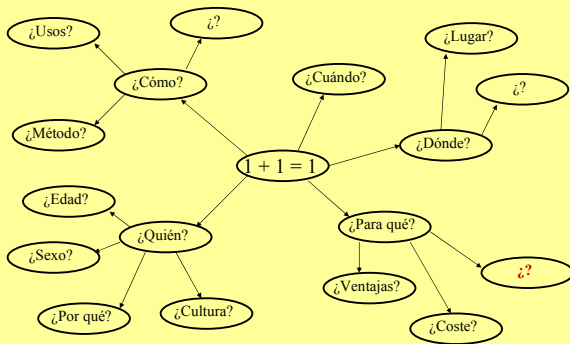 ¿Usos?
¿?
¿Lugar?
¿Cómo?
¿Cuándo?
¿?
¿Método?
¿Dónde?
1 + 1 = 1
¿Edad?
¿Quién?
¿Para qué?
¿Sexo?
¿?
¿Ventajas?
¿Por qué?
¿Cultura?
¿Coste?